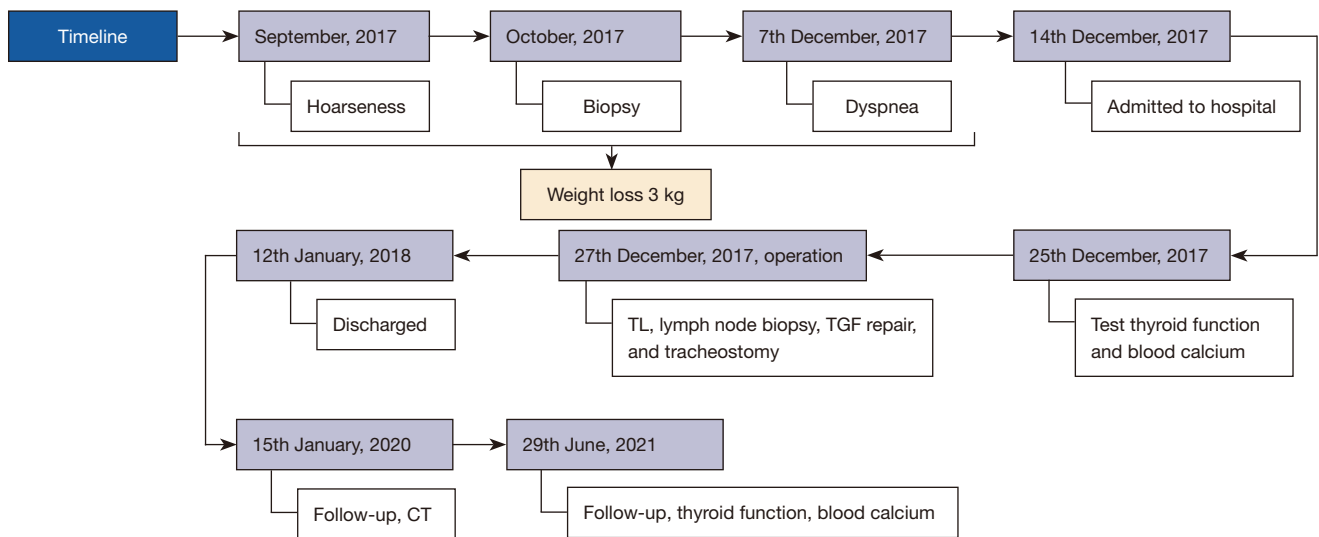 Timeline
September, 2017
October, 2017
7th December, 2017
14th December, 2017
Hoarseness
Biopsy
Dyspnea
Admitted to hospital
Weight loss 3 kg
12th January, 2018
27th December, 2017, operation
25th December, 2017
Discharged
TL, lymph node biopsy, TGF repair,
and tracheostomy
Test thyroid function
and blood calcium
15th January, 2020
29th June, 2021
Follow-up, CT
Follow-up, thyroid function, blood calcium